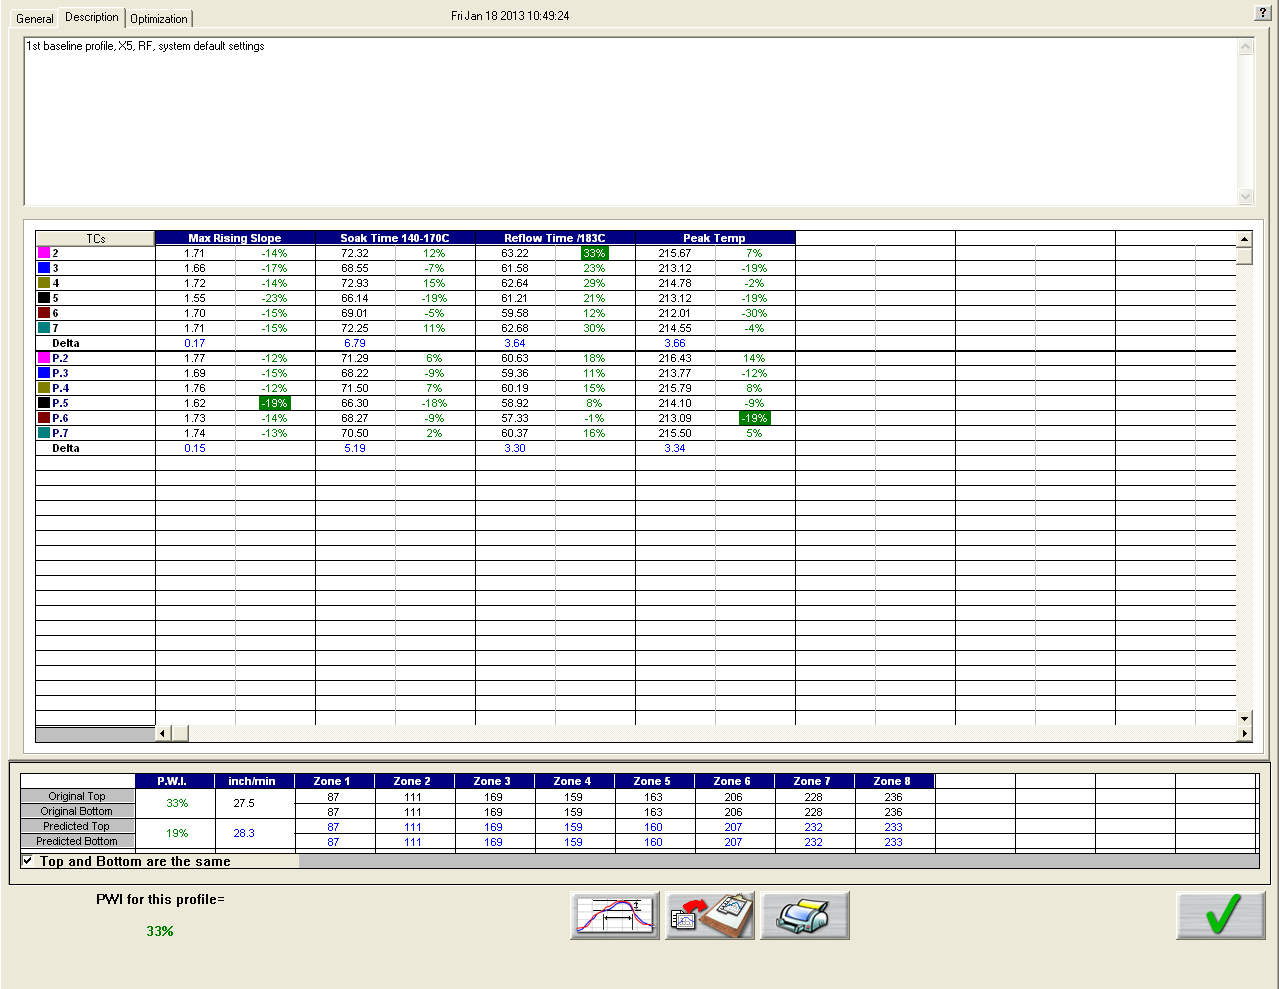 General Description Optimization Fri Jan 18 2013 10:49:24 ?
1st baseline profile, X5, RF, system default settings
TCs Max Rising Slope Soak Time 140-170C Reflow Time /183C Peak Temp
2 1.71 -14% 72.32 12% 63.22 33% 215.67 7%
3 1.66 -17% 68.55 -7% 61.58 23% 213.12 -19%
4 1.72 -14% 72.93 15% 62.64 29% 214.78 -2%
5 1.55 -23% 66.14 -19% 61.21 21% 213.12 -19%
6 1.70 -15% 69.01 -5% 59.58 12% 212.01 -30%
7 1.71 -15% 72.25 11% 62.68 30% 214.55 -4%
Delta 0.17 6.79 3.64 3.66
P.2 1.77 -12% 71.29 6% 60.63 18% 216.43 14%
P.3 1.69 -15% 68.22 -9% 59.36 11% 213.77 -12%
P.4 1.76 -12% 71.50 7% 60.19 15% 215.79 8%
P.5 1.62 -19% 66.30 -18% 58.92 8% 214.10 -9%
P.6 1.73 -14% 68.27 -9% 57.33 -1% 213.09 -19%
P.7 1.74 -13% 70.50 2% 60.37 16% 215.50 5%
Delta 0.15 5.19 3.30 3.34
P.W.I. inch/min Zone 1 Zone 2 Zone 3 Zone 4 Zone 5 Zone 6 Zone 7 Zone 8
Original Top 33% 27.5 87 111 169 159 163 206 228 236
Original Bottom 87 111 169 159 163 206 228 236
Predicted Top 19% 28.3 87 111 169 159 160 207 232 233
Predicted Bottom 87 111 169 159 160 207 232 233
Top and Bottom are the same
PWI for this profile=
33%